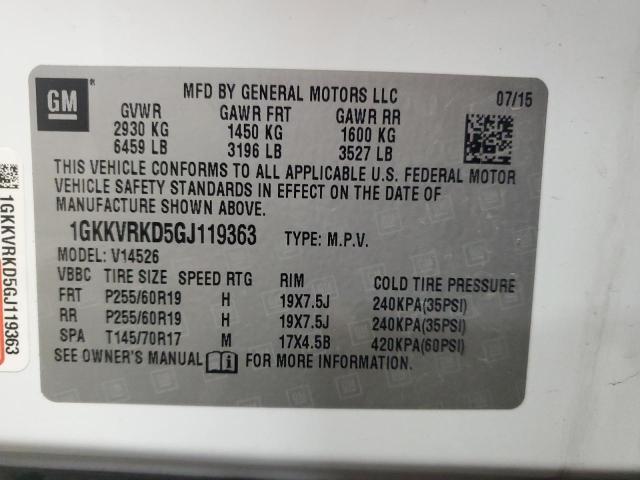 GM
MFD BY GENERAL MOTORS LLC 07/15
GVWR GAWR FRT GAWR RR
2930 KG 1450 KG 1600 KG
6459 LB 3196 LB 3527 LB
THIS VEHICLE CONFORMS TO ALL APPLICABLE U.S. FEDERAL MOTOR
VEHICLE SAFETY STANDARDS IN EFFECT ON THE DATE OF
MANUFACTURE SHOWN ABOVE.
1GKKVRKD5GJ119363 TYPE: M.P.V.
MODEL: V14526
VBBC TIRE SIZE SPEED RTG RIM COLD TIRE PRESSURE
FRT P255/60R19 H 19X7.5J 240KPA(35PSI)
RR P255/60R19 H 19X7.5J 240KPA(35PSI)
SPA T145/70R17 M 17X4.5B 420KPA(60PSI)
SEE OWNER'S MANUAL FOR MORE INFORMATION.
1GKKVRKD5GJ119363